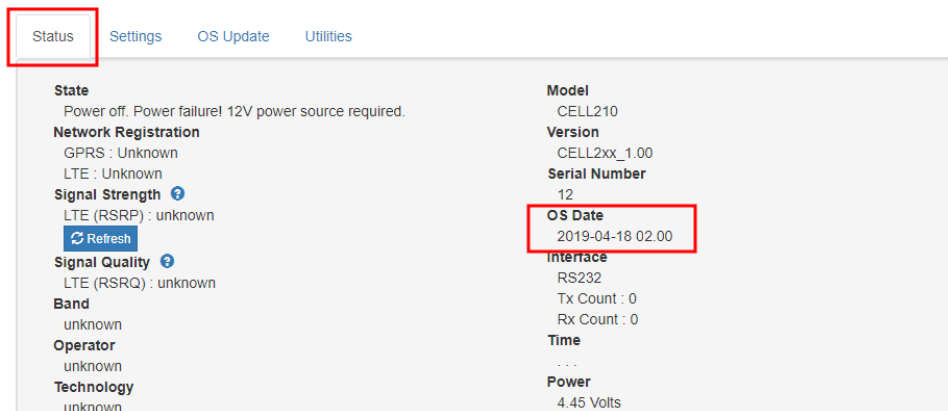 Status Settings OS Update Utilities
State
Power off. Power failure! 12V power source required.
Network Registration
GPRS : Unknown
LTE : Unknown
Signal Strength ?
LTE (RSRP) : unknown
Refresh
Signal Quality ?
LTE (RSRQ) : unknown
Band
unknown
Operator
unknown
Technology
unknown
Model
CELL210
Version
CELL2xx_1.00
Serial Number
12
OS Date
2019-04-18 02.00
Interface
RS232
Tx Count : 0
Rx Count : 0
Time
. . .
Power
4.45 Volts